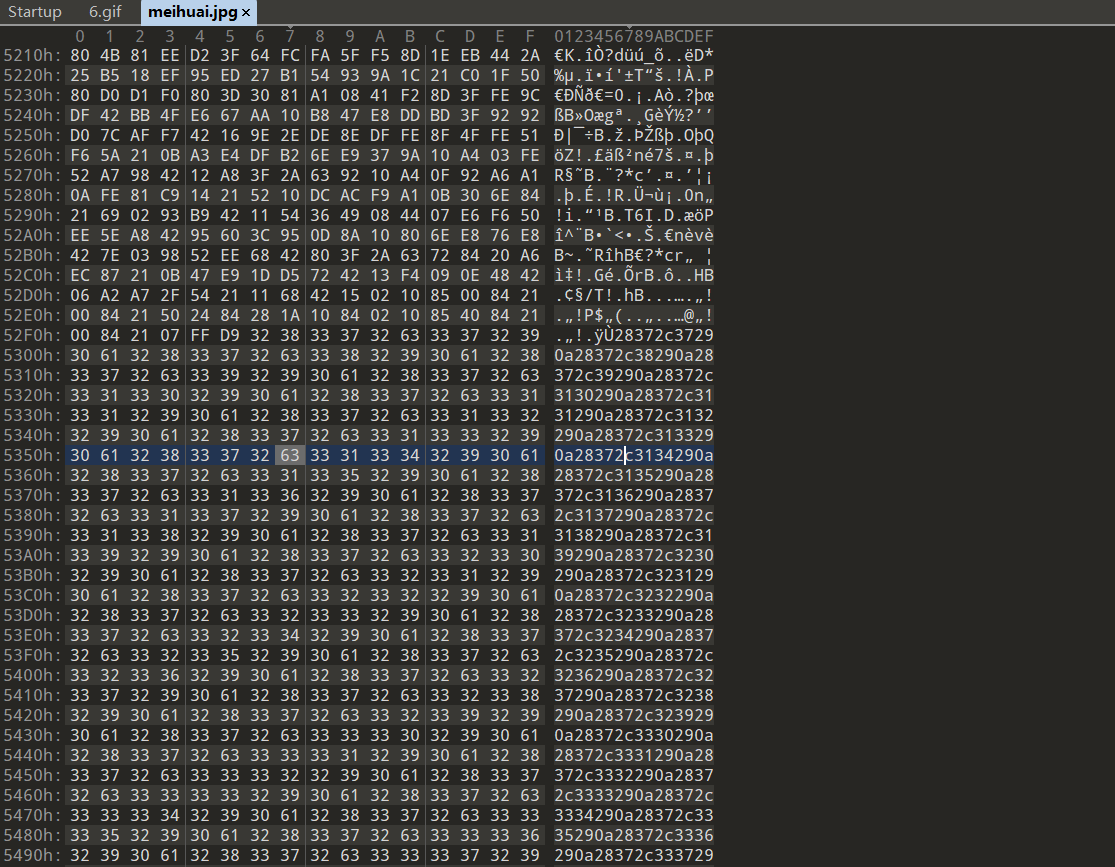 Startup 6.gif meihuai.jpg ×
0 1 2 3 4 5 6 7 8 9 A B C D E F 0123456789ABCDEF
5210h: 80 4B 81 EE D2 3F 64 FC FA 5F F5 8D 1E EB 44 2A €K.îÒ?düú_õ..ëD*
5220h: 25 B5 18 EF 95 ED 27 B1 54 93 9A 1C 21 C0 1F 50 %µ.ï•í'±T“š.!À.P
5230h: 80 D0 D1 F0 80 3D 30 81 A1 08 41 F2 8D 3F FE 9C €ÐÑð€=0.¡.Aò.?þœ
5240h: DF 42 BB 4F E6 67 AA 10 B8 47 E8 DD BD 3F 92 92 ßB»Oægª.¸GèÝ½?’’
5250h: D0 7C AF F7 42 16 9E 2E DE 8E DF FE 8F 4F FE 51 Ð|¯÷B.ž.ÞŽßþ.OþQ
5260h: F6 5A 21 0B A3 E4 DF B2 6E E9 37 9A 10 A4 03 FE öZ!.£äß²né7š.¤.þ
5270h: 52 A7 98 42 12 A8 3F 2A 63 92 10 A4 0F 92 A6 A1 R§˜B.¨?*c’.¤.’¦¡
5280h: 0A FE 81 C9 14 21 52 10 DC AC F9 A1 0B 30 6E 84 .þ.É.!R.Ü¬ù¡.0n„
5290h: 21 69 02 93 B9 42 11 54 36 49 08 44 07 E6 F6 50 !i.“¹B.T6I.D.æöP
52A0h: EE 5E A8 42 95 60 3C 95 0D 8A 10 80 6E E8 76 E8 î^¨B•`<•.Š.€nèvè
52B0h: 42 7E 03 98 52 EE 68 42 80 3F 2A 63 72 84 20 A6 B~.˜RîhB€?*cr„ ¦
52C0h: EC 87 21 0B 47 E9 1D D5 72 42 13 F4 09 0E 48 42 ì‡!.Gé.ÕrB.ô..HB
52D0h: 06 A2 A7 2F 54 21 11 68 42 15 02 10 85 00 84 21 .¢§/T!.hB...….„!
52E0h: 00 84 21 50 24 84 28 1A 10 84 02 10 85 40 84 21 .„!P$„(..„..…@„!
52F0h: 00 84 21 07 FF D9 32 38 33 37 32 63 33 37 32 39 .„!.ÿÙ28372c3729
5300h: 30 61 32 38 33 37 32 63 33 38 32 39 30 61 32 38 0a28372c38290a28
5310h: 33 37 32 63 33 39 32 39 30 61 32 38 33 37 32 63 372c39290a28372c
5320h: 33 31 33 30 32 39 30 61 32 38 33 37 32 63 33 31 3130290a28372c31
5330h: 33 31 32 39 30 61 32 38 33 37 32 63 33 31 33 32 31290a28372c3132
5340h: 32 39 30 61 32 38 33 37 32 63 33 31 33 33 32 39 290a28372c313329
5350h: 30 61 32 38 33 37 32 63 33 31 33 34 32 39 30 61 0a28372c3134290a
5360h: 32 38 33 37 32 63 33 31 33 35 32 39 30 61 32 38 28372c3135290a28
5370h: 33 37 32 63 33 31 33 36 32 39 30 61 32 38 33 37 372c3136290a2837
5380h: 32 63 33 31 33 37 32 39 30 61 32 38 33 37 32 63 2c3137290a28372c
5390h: 33 31 33 38 32 39 30 61 32 38 33 37 32 63 33 31 3138290a28372c31
53A0h: 33 39 32 39 30 61 32 38 33 37 32 63 33 32 33 30 39290a28372c3230
53B0h: 32 39 30 61 32 38 33 37 32 63 33 32 33 31 32 39 290a28372c323129
53C0h: 30 61 32 38 33 37 32 63 33 32 33 32 32 39 30 61 0a28372c3232290a
53D0h: 32 38 33 37 32 63 33 32 33 33 32 39 30 61 32 38 28372c3233290a28
53E0h: 33 37 32 63 33 32 33 34 32 39 30 61 32 38 33 37 372c3234290a2837
53F0h: 32 63 33 32 33 35 32 39 30 61 32 38 33 37 32 63 2c3235290a28372c
5400h: 33 32 33 36 32 39 30 61 32 38 33 37 32 63 33 32 3236290a28372c32
5410h: 33 37 32 39 30 61 32 38 33 37 32 63 33 32 33 38 37290a28372c3238
5420h: 32 39 30 61 32 38 33 37 32 63 33 32 33 39 32 39 290a28372c323929
5430h: 30 61 32 38 33 37 32 63 33 33 33 30 32 39 30 61 0a28372c3330290a
5440h: 32 38 33 37 32 63 33 33 33 31 32 39 30 61 32 38 28372c3331290a28
5450h: 33 37 32 63 33 33 33 32 32 39 30 61 32 38 33 37 372c3332290a2837
5460h: 32 63 33 33 33 33 32 39 30 61 32 38 33 37 32 63 2c3333290a28372c
5470h: 33 33 33 34 32 39 30 61 32 38 33 37 32 63 33 33 3334290a28372c33
5480h: 33 35 32 39 30 61 32 38 33 37 32 63 33 33 33 36 35290a28372c3336
5490h: 32 39 30 61 32 38 33 37 32 63 33 33 33 37 32 39 290a28372c333729